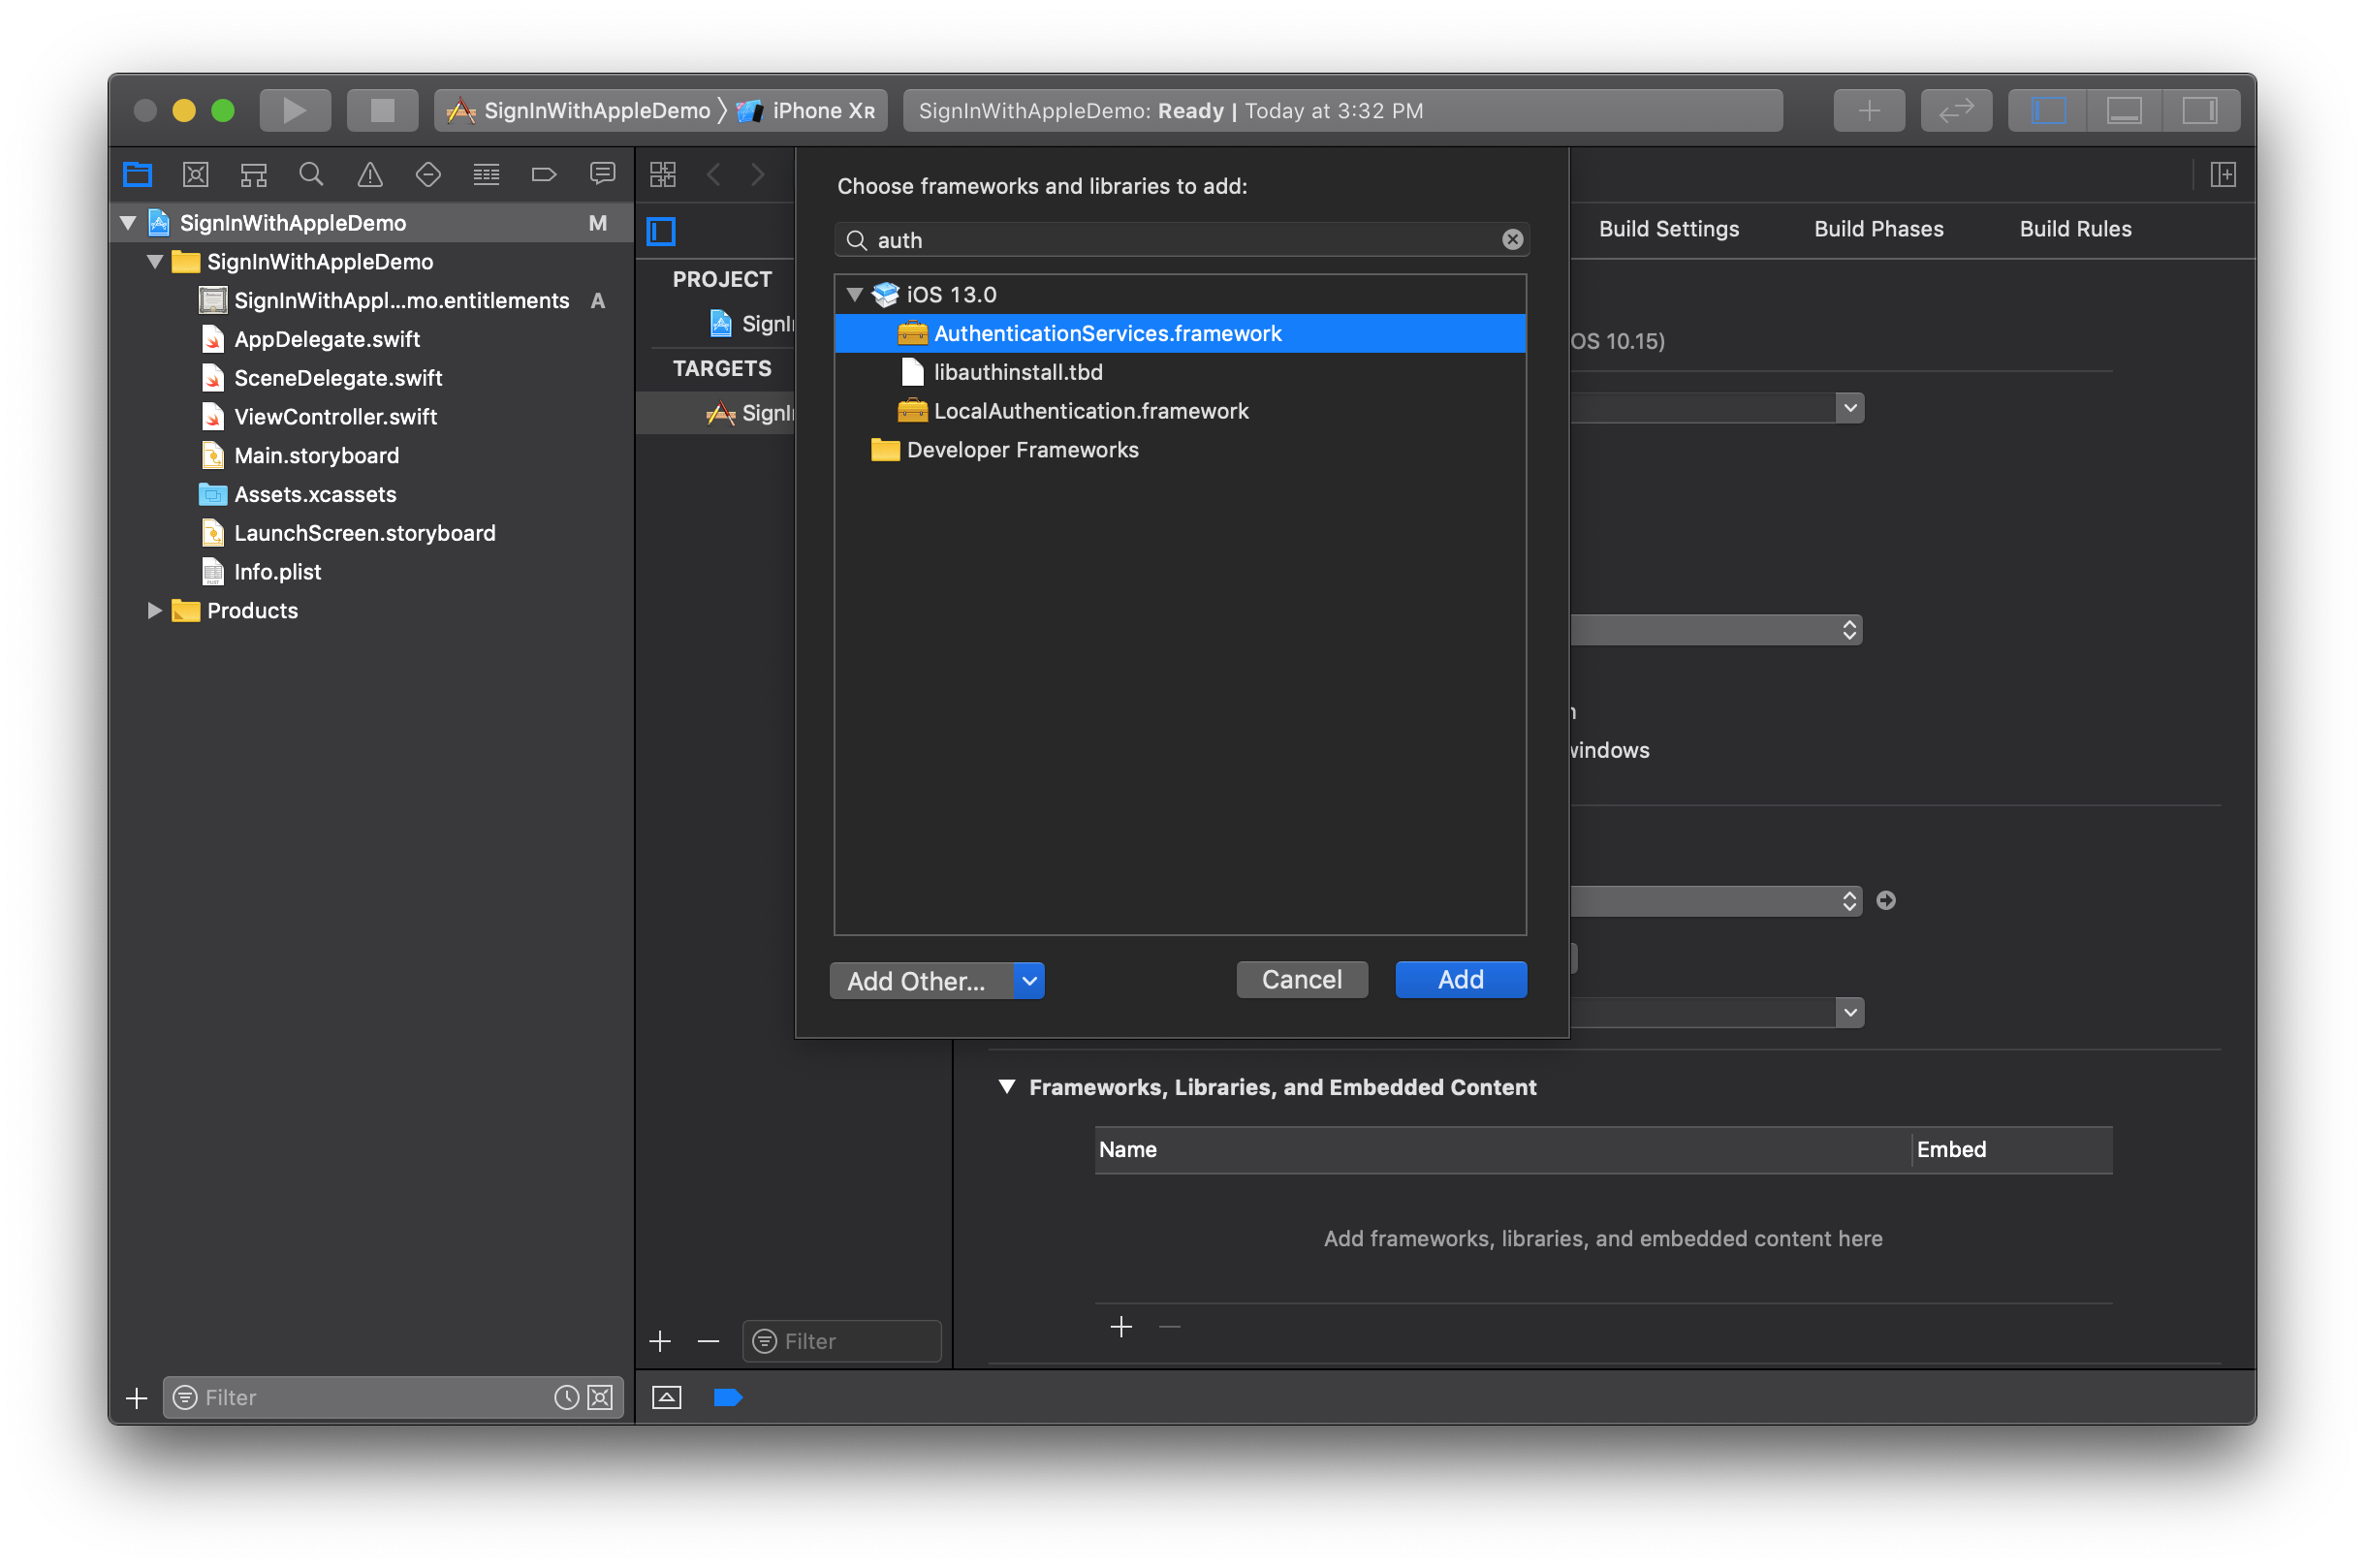 SignInWithAppleDemo
iPhone XR
SignInWithAppleDemo: Ready | Today at 3:32 PM
SignInWithAppleDemo
M
SignInWithAppleDemo
SignInWithAppl...mo.entitlements
A
AppDelegate.swift
SceneDelegate.swift
ViewController.swift
Main.storyboard
Assets.xcassets
LaunchScreen.storyboard
Info.plist
Products
Filter
PROJECT
TARGETS
Filter
Choose frameworks and libraries to add:
auth
iOS 13.0
AuthenticationServices.framework
libauthinstall.tbd
LocalAuthentication.framework
Developer Frameworks
Add Other...
Cancel
Add
Build Settings
Build Phases
Build Rules
OS 10.15)
windows
Frameworks, Libraries, and Embedded Content
Name
Embed
Add frameworks, libraries, and embedded content here